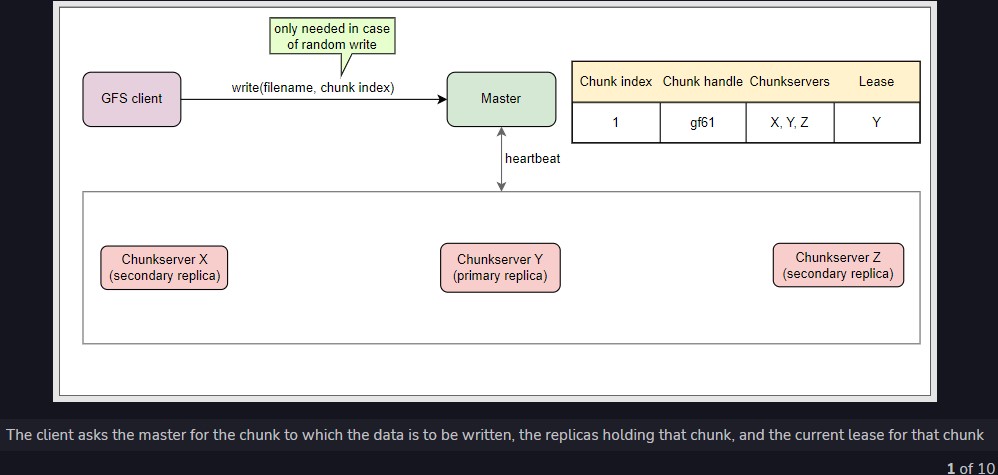 only needed in case
of random write
GFS client
write(filename, chunk index)
Master
Chunk index Chunk handle Chunkservers Lease
1 gf61 X, Y, Z Y
heartbeat
Chunkserver X
(secondary replica)
Chunkserver Y
(primary replica)
Chunkserver Z
(secondary replica)
The client asks the master for the chunk to which the data is to be written, the replicas holding that chunk, and the current lease for that chunk
1 of 10